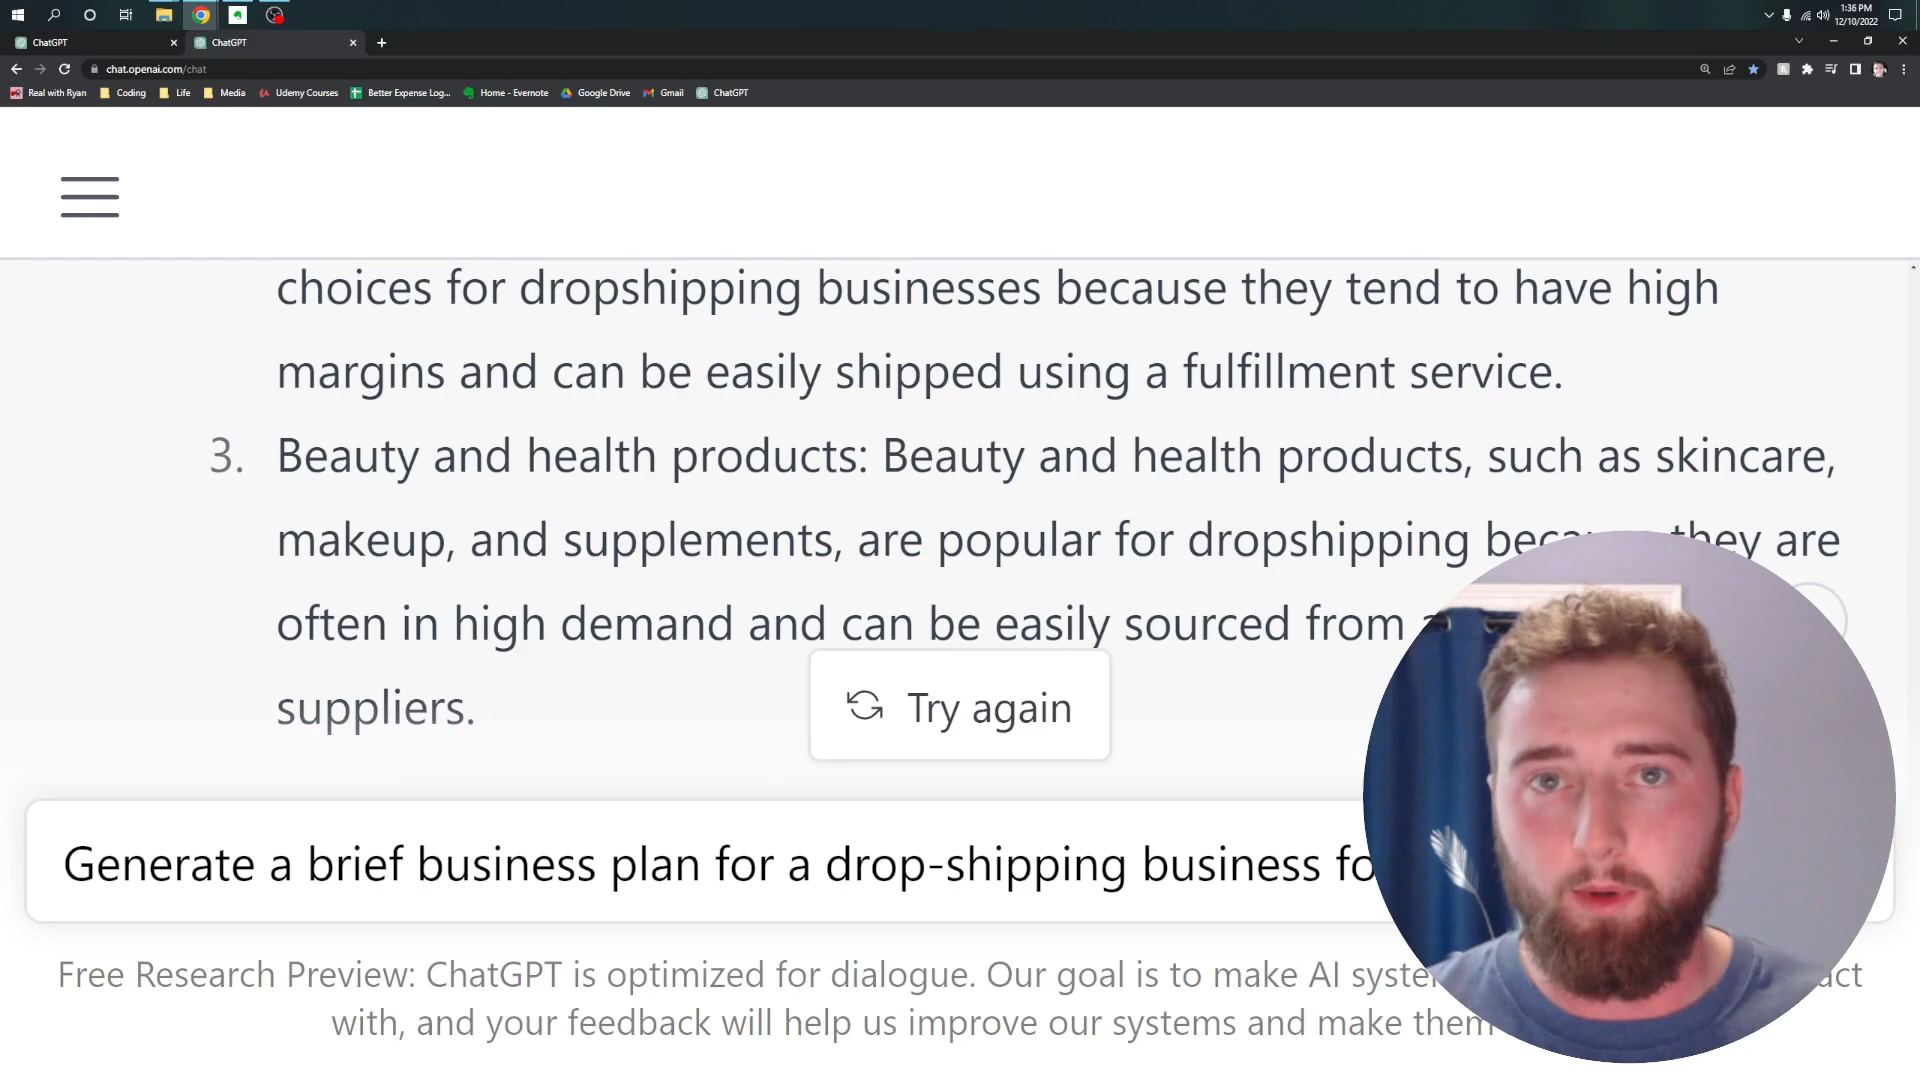 1:36 PM
12/10/2022
ChatGPT
ChatGPT
chat.openai.com/chat
Real with Ryan
Coding
Life
Media
Udemy Courses
Better Expense Log...
Home - Evernote
Google Drive
Gmail
ChatGPT
choices for dropshipping businesses because they tend to have high
margins and can be easily shipped using a fulfillment service.
3. Beauty and health products: Beauty and health products, such as skincare,
makeup, and supplements, are popular for dropshipping because they are
often in high demand and can be easily sourced from
suppliers.
Try again
Generate a brief business plan for a drop-shipping business fo
Free Research Preview: ChatGPT is optimized for dialogue. Our goal is to make AI
with, and your feedback will help us improve our systems and make them